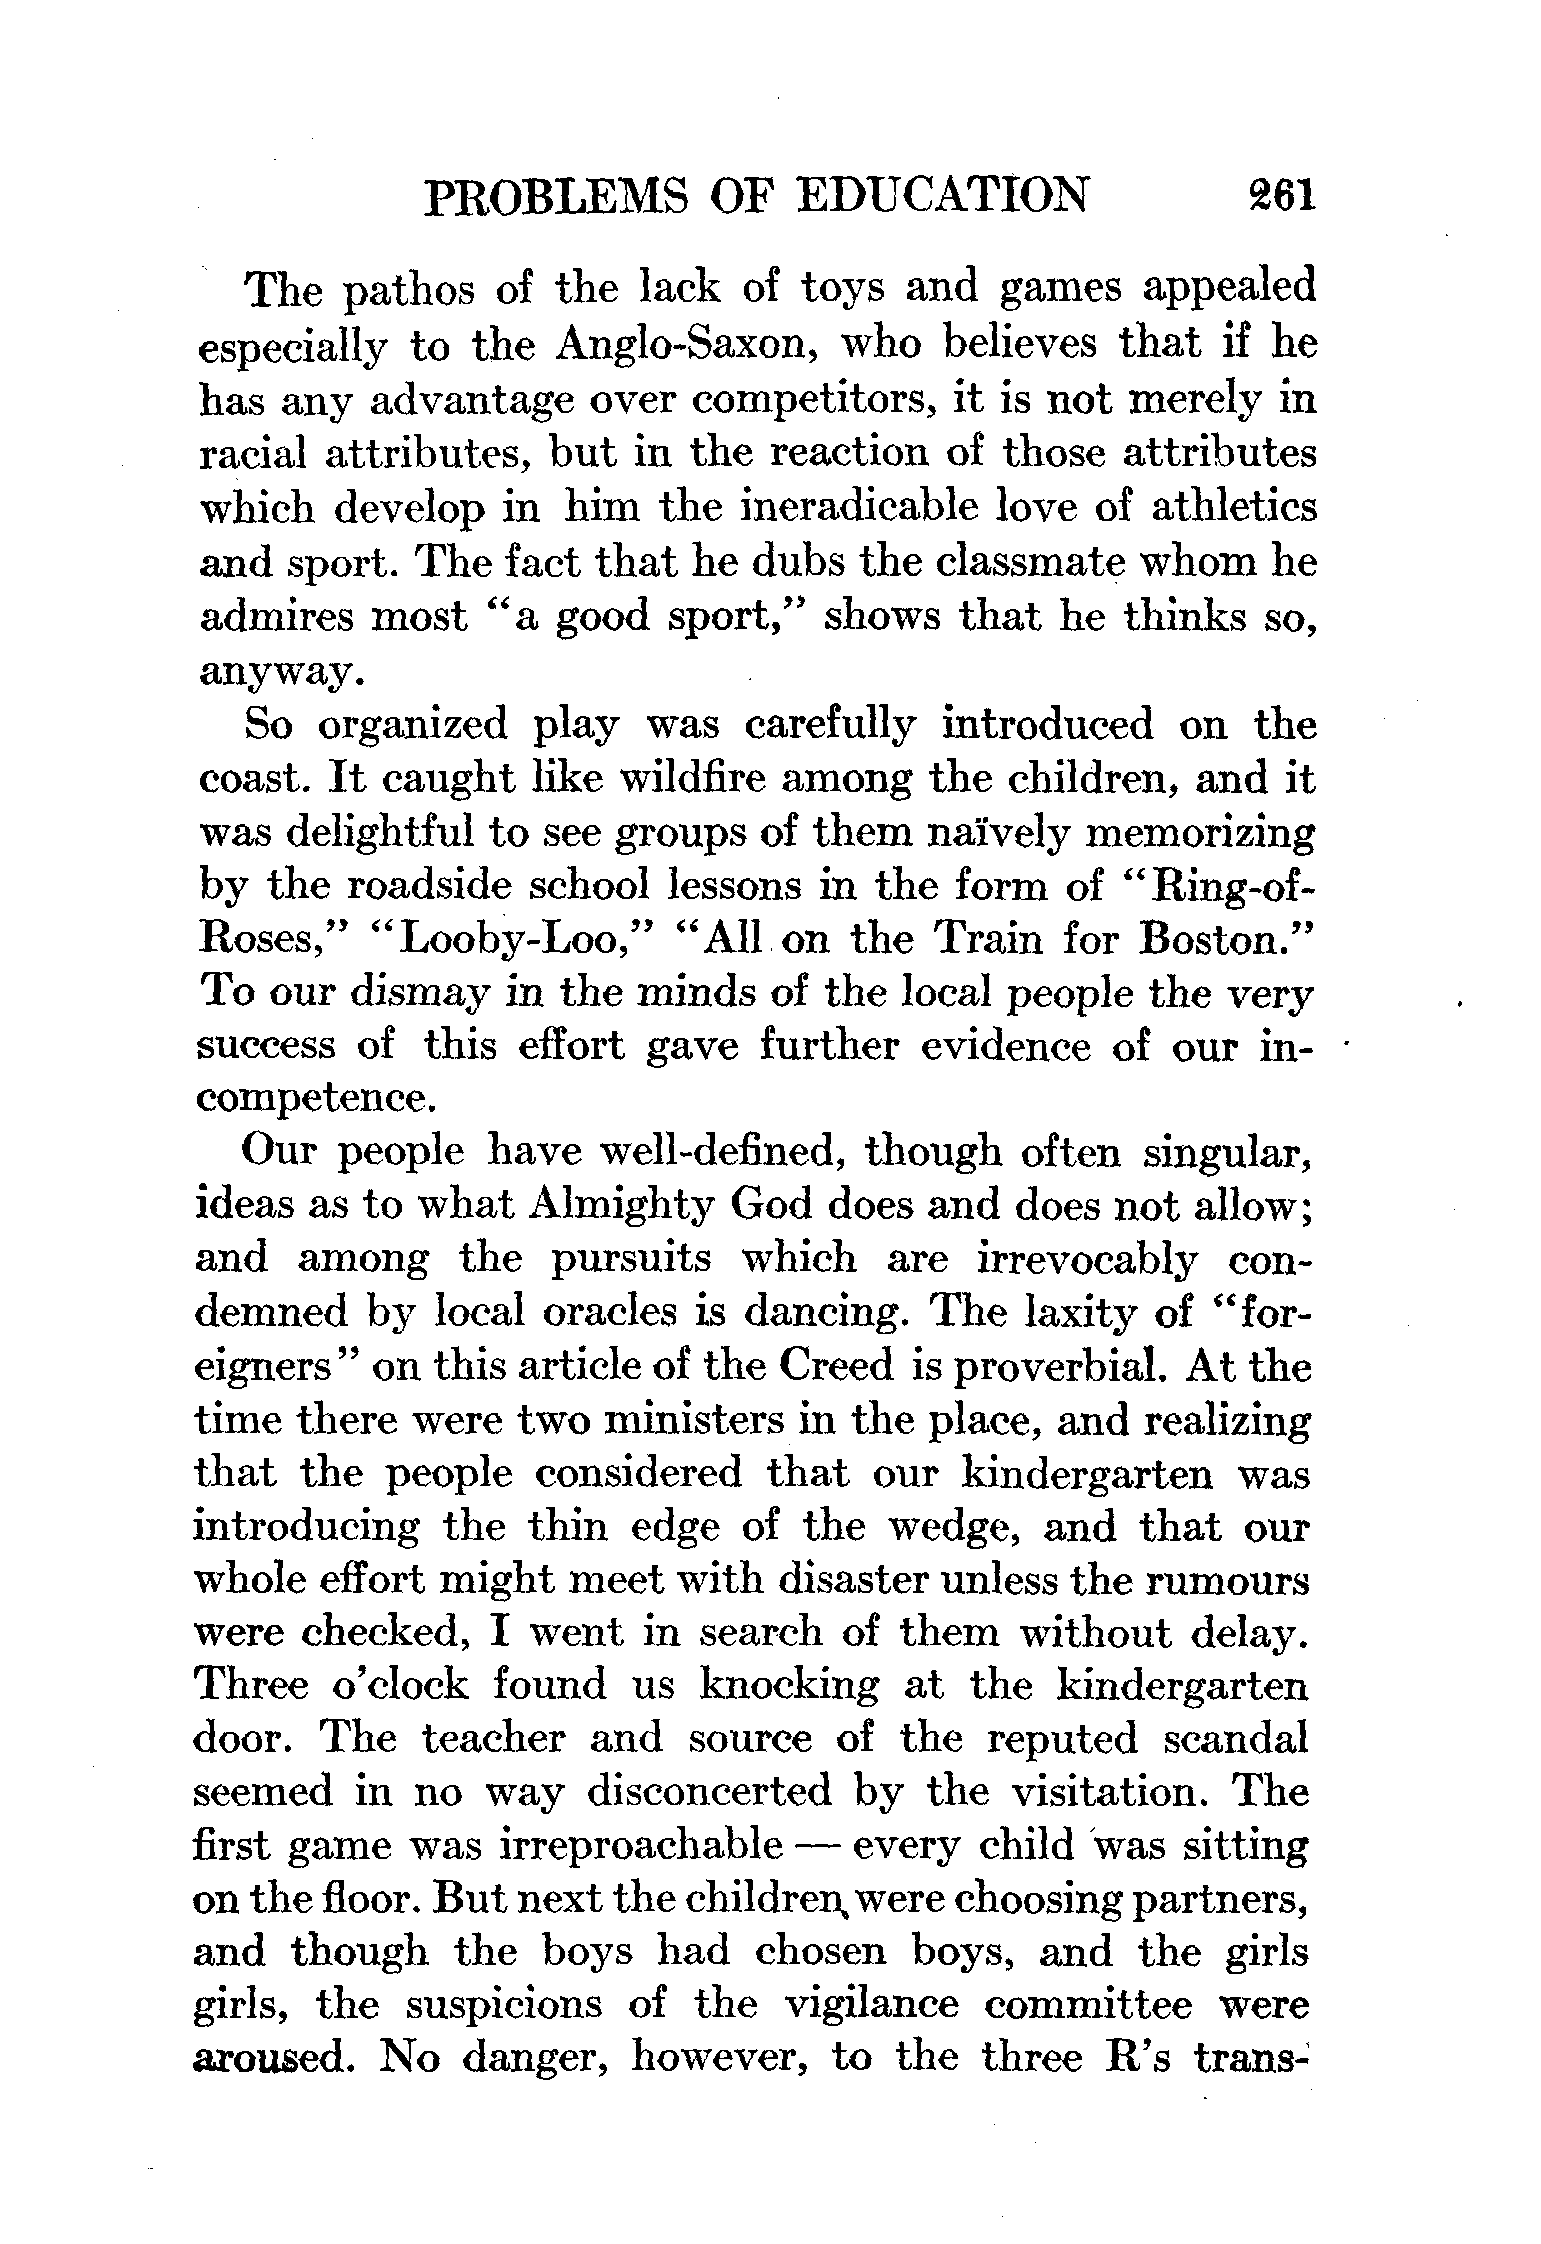 PROBLEMS OF EDUCATION 261
The pathos of the lack of toys and games appealed
especially to the Anglo-Saxon, who believes that if he
has any advantage over competitors, it is not merely in
racial attributes, but in the reaction of those attributes
which develop in him the ineradicable love of athletics
and sport. The fact that he dubs the classmate whom he
admires most “a good sport,” shows that he thinks so,
anyway.
So organized play was carefully introduced on the
coast. It caught like wildfire among the children, and it
was delightful to see groups of them naïvely memorizing
by the roadside school lessons in the form of “Ring-of-
Roses,” “Looby-Loo,” “All on the Train for Boston.”
To our dismay in the minds of the local people the very
success of this effort gave further evidence of our in-
competence.
Our people have well-defined, though often singular,
ideas as to what Almighty God does and does not allow;
and among the pursuits which are irrevocably con-
demned by local oracles is dancing. The laxity of “for-
eigners” on this article of the Creed is proverbial. At the
time there were two ministers in the place, and realizing
that the people considered that our kindergarten was
introducing the thin edge of the wedge, and that our
whole effort might meet with disaster unless the rumours
were checked, I went in search of them without delay.
Three o’clock found us knocking at the kindergarten
door. The teacher and source of the reputed scandal
seemed in no way disconcerted by the visitation. The
first game was irreproachable — every child was sitting
on the floor. But next the children were choosing partners,
and though the boys had chosen boys, and the girls
girls, the suspicions of the vigilance committee were
aroused. No danger, however, to the three R’s trans-